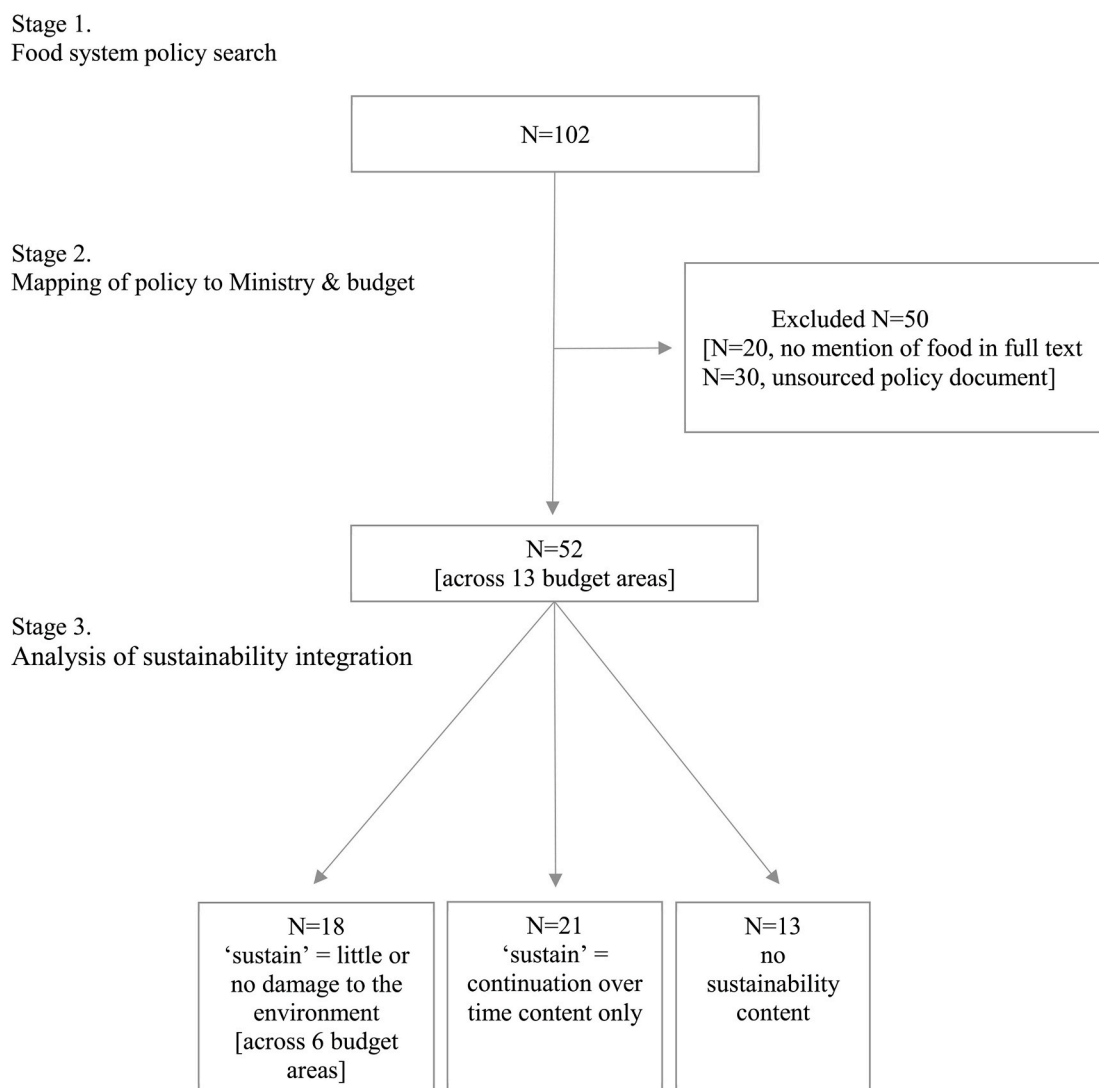 Stage 1.
Food system policy search
N=102
Stage 2.
Mapping of policy to Ministry & budget
Excluded N=50
[N=20, no mention of food in full text
N=30, unsourced policy document]
N=52
[across 13 budget areas]
Stage 3.
Analysis of sustainability integration
N=18
‘sustain’ = little or
no damage to the
environment
[across 6 budget
areas]
N=21
‘sustain’ =
continuation over
time content only
N=13
no
sustainability
content